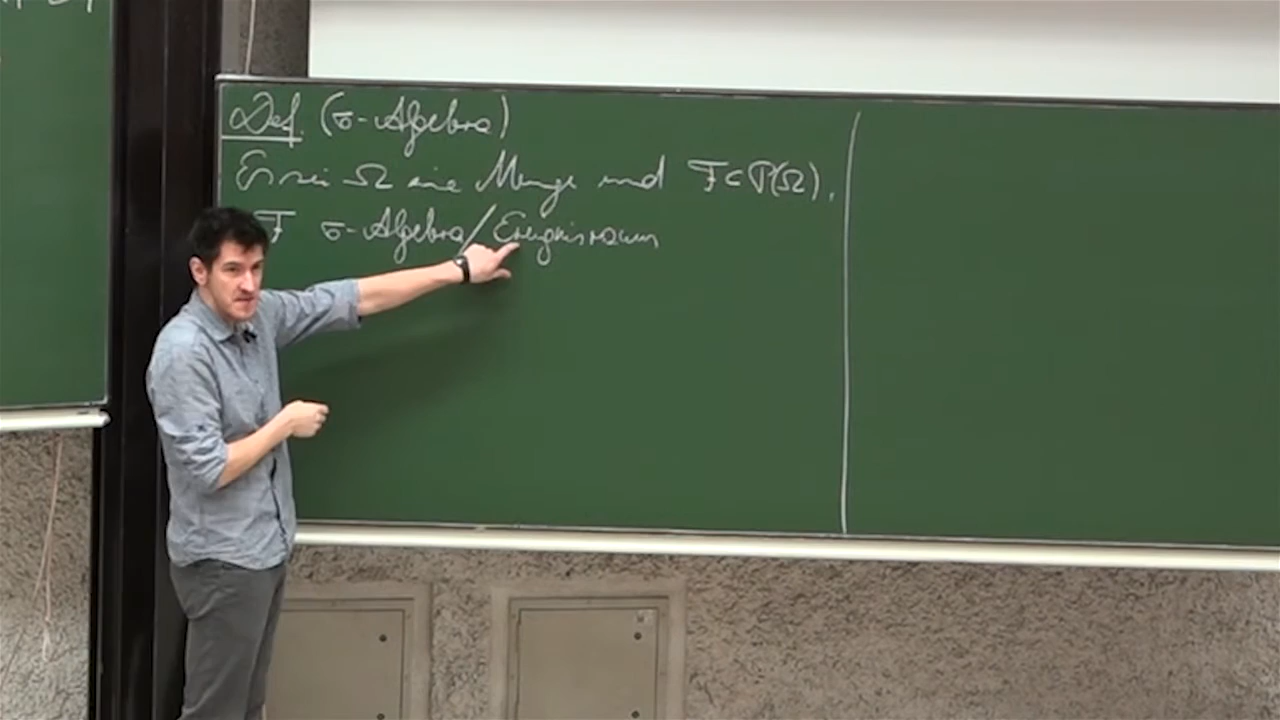 Def. (σ-Algebra)
Es sei Ω eine Menge und F ⊂ P(Ω).
F σ-Algebra/Ereignisraum